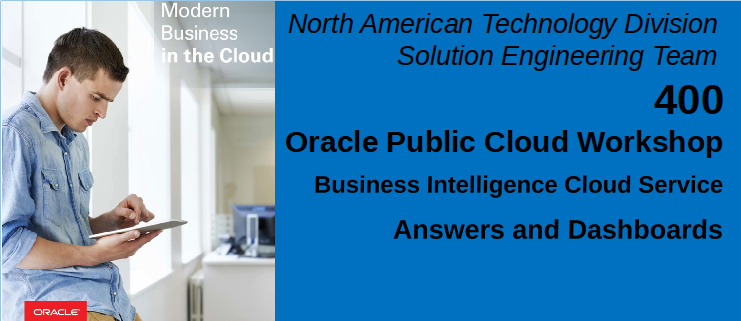 Modern
Business
in the Cloud
North American Technology Division
Solution Engineering Team
400
Oracle Public Cloud Workshop
Business Intelligence Cloud Service
Answers and Dashboards
ORACLE